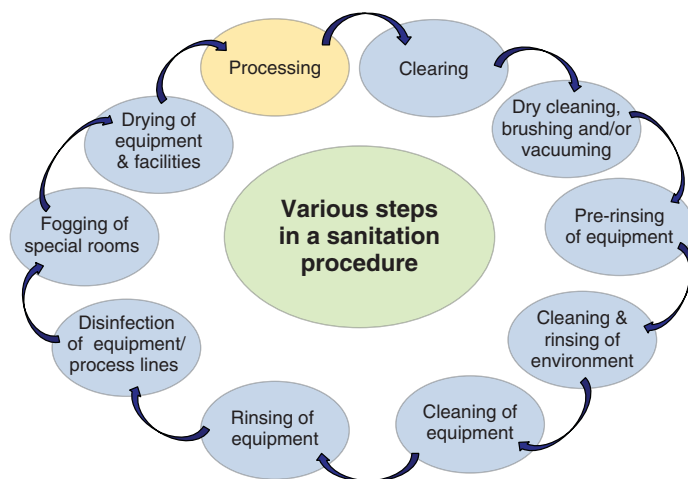 Processing
Clearing
Dry cleaning,
brushing and/or
vacuuming
Pre-rinsing
of equipment
Cleaning &
rinsing of
environment
Cleaning of
equipment
Rinsing of
equipment
Disinfection
of equipment/
process lines
Fogging of
special rooms
Drying of
equipment
& facilities
Various steps
in a sanitation
procedure